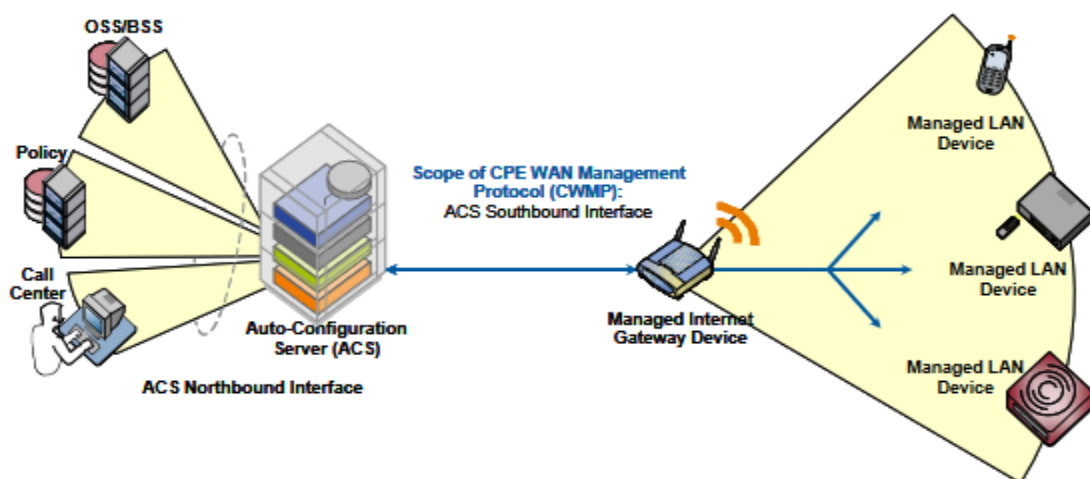 OSS/BSS
Policy
Call
Center
Auto-Configuration
Server (ACS)
ACS Northbound Interface
Scope of CPE WAN Management
Protocol (CWMP):
ACS Southbound Interface
Managed Internet
Gateway Device
Managed LAN
Device
Managed LAN
Device
Managed LAN
Device